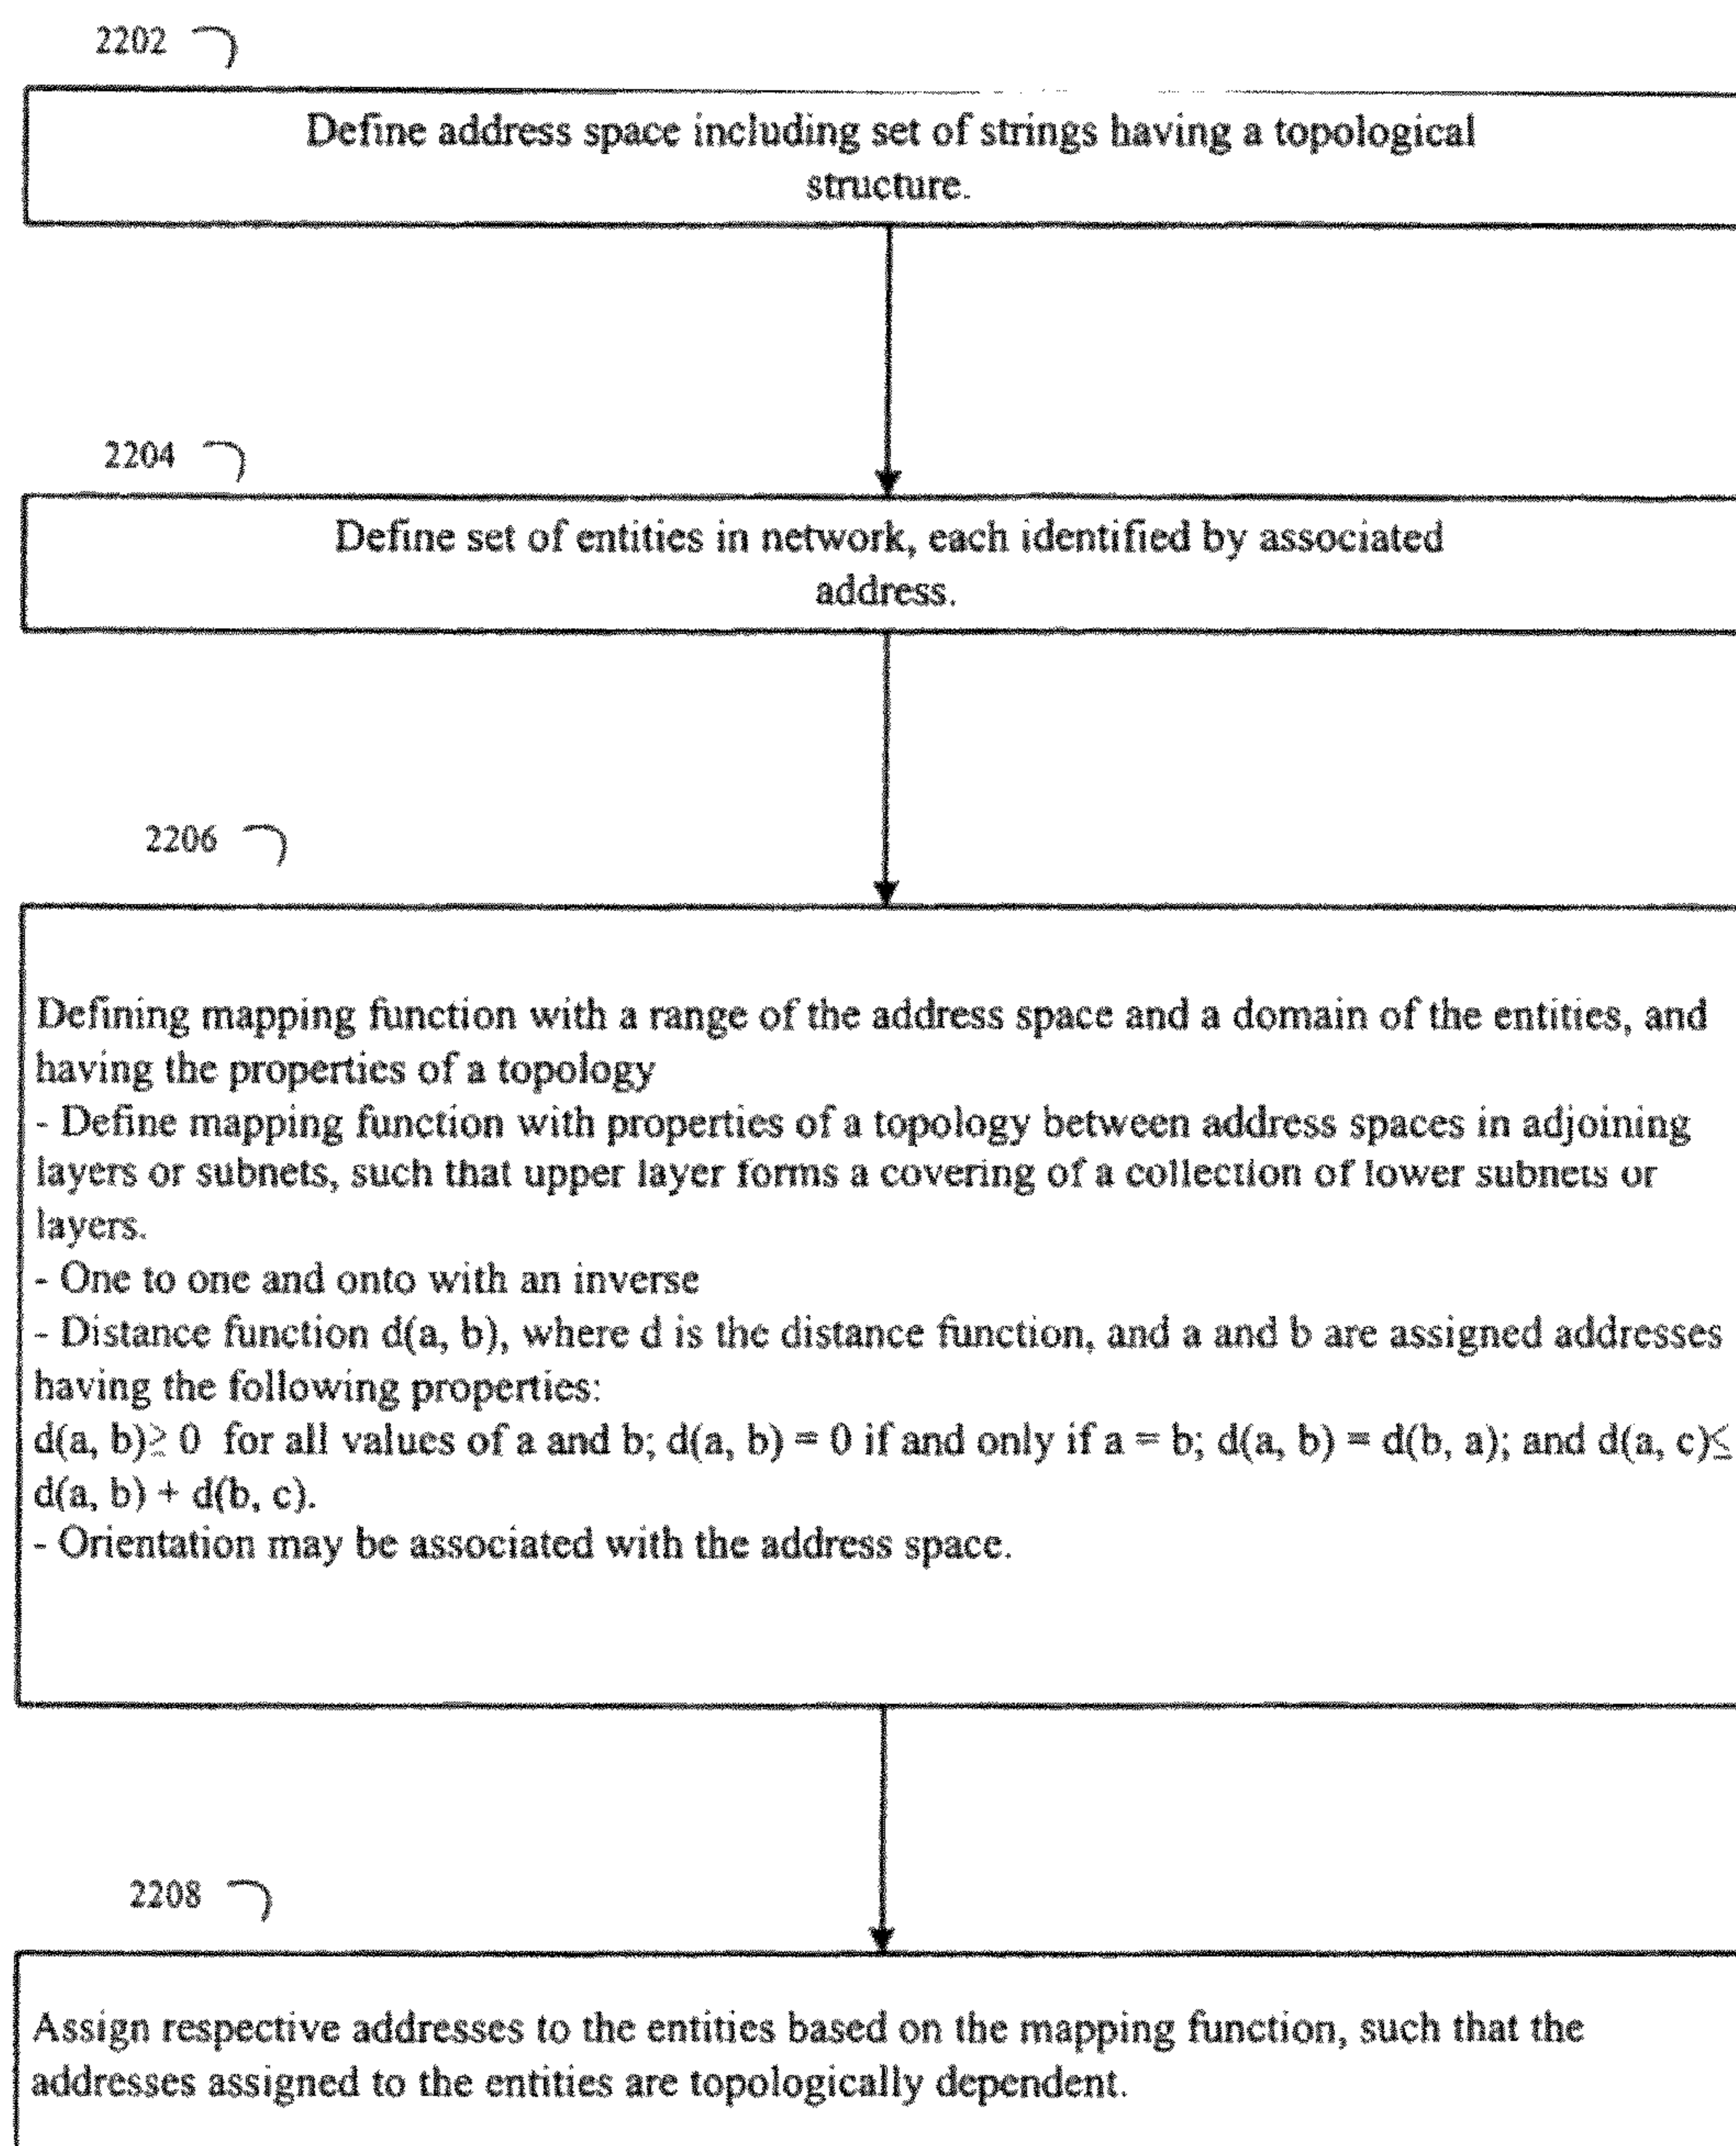 2202
Define address space including set of strings having a topological
structure.
2204
Define set of entities in network, each identified by associated
address.
2206
Defining mapping function with a range of the address space and a domain of the entities, and
having the properties of a topology
- Define mapping function with properties of a topology between address spaces in adjoining
layers or subnets, such that upper layer forms a covering of a collection of lower subnets or
layers.
- One to one and onto with an inverse
- Distance function d(a, b), where d is the distance function, and a and b are assigned addresses
having the following properties:
d(a, b)≥ 0 for all values of a and b; d(a, b) = 0 if and only if a = b; d(a, b) = d(b, a); and d(a, c)≤
d(a, b) + d(b, c).
- Orientation may be associated with the address space.
2208
Assign respective addresses to the entities based on the mapping function, such that the
addresses assigned to the entities are topologically dependent.